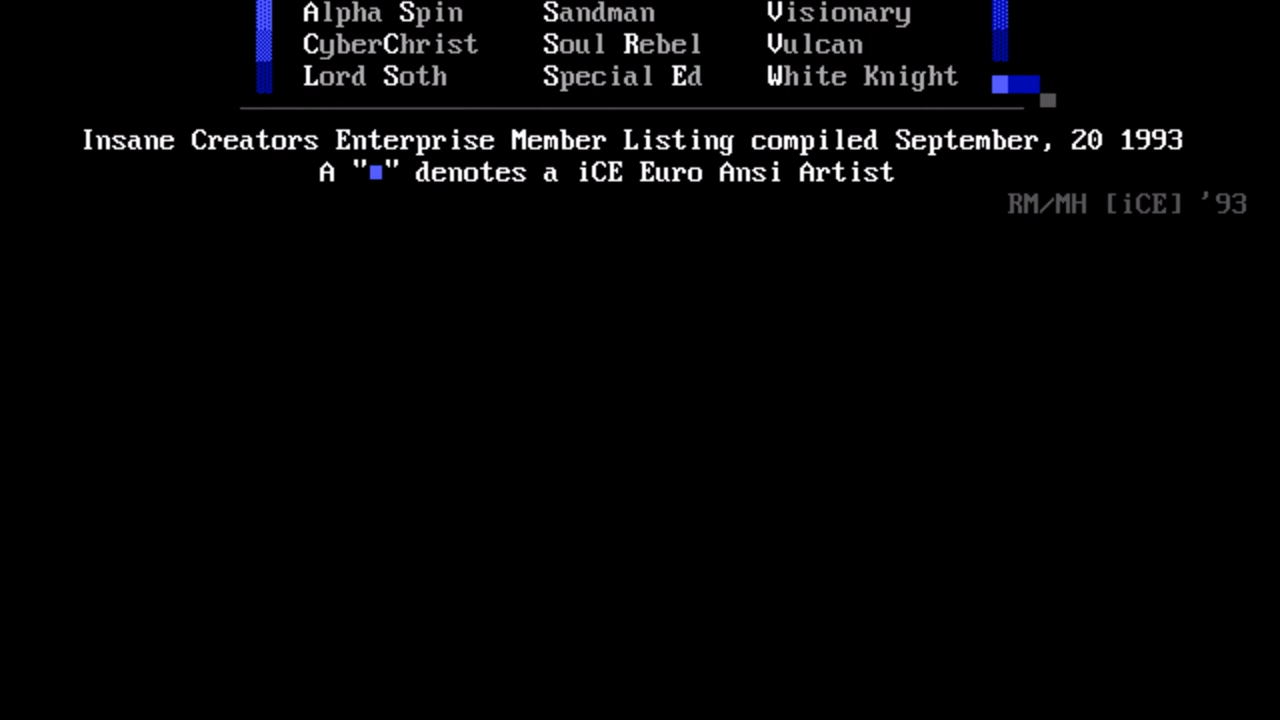 Alpha Spin Sandman Visionary
CyberChrist Soul Rebel Vulcan
Lord Soth Special Ed White Knight
Insane Creators Enterprise Member Listing compiled September, 20 1993
A "■" denotes a iCE Euro Ansi Artist
RM/MH [iCE] '93